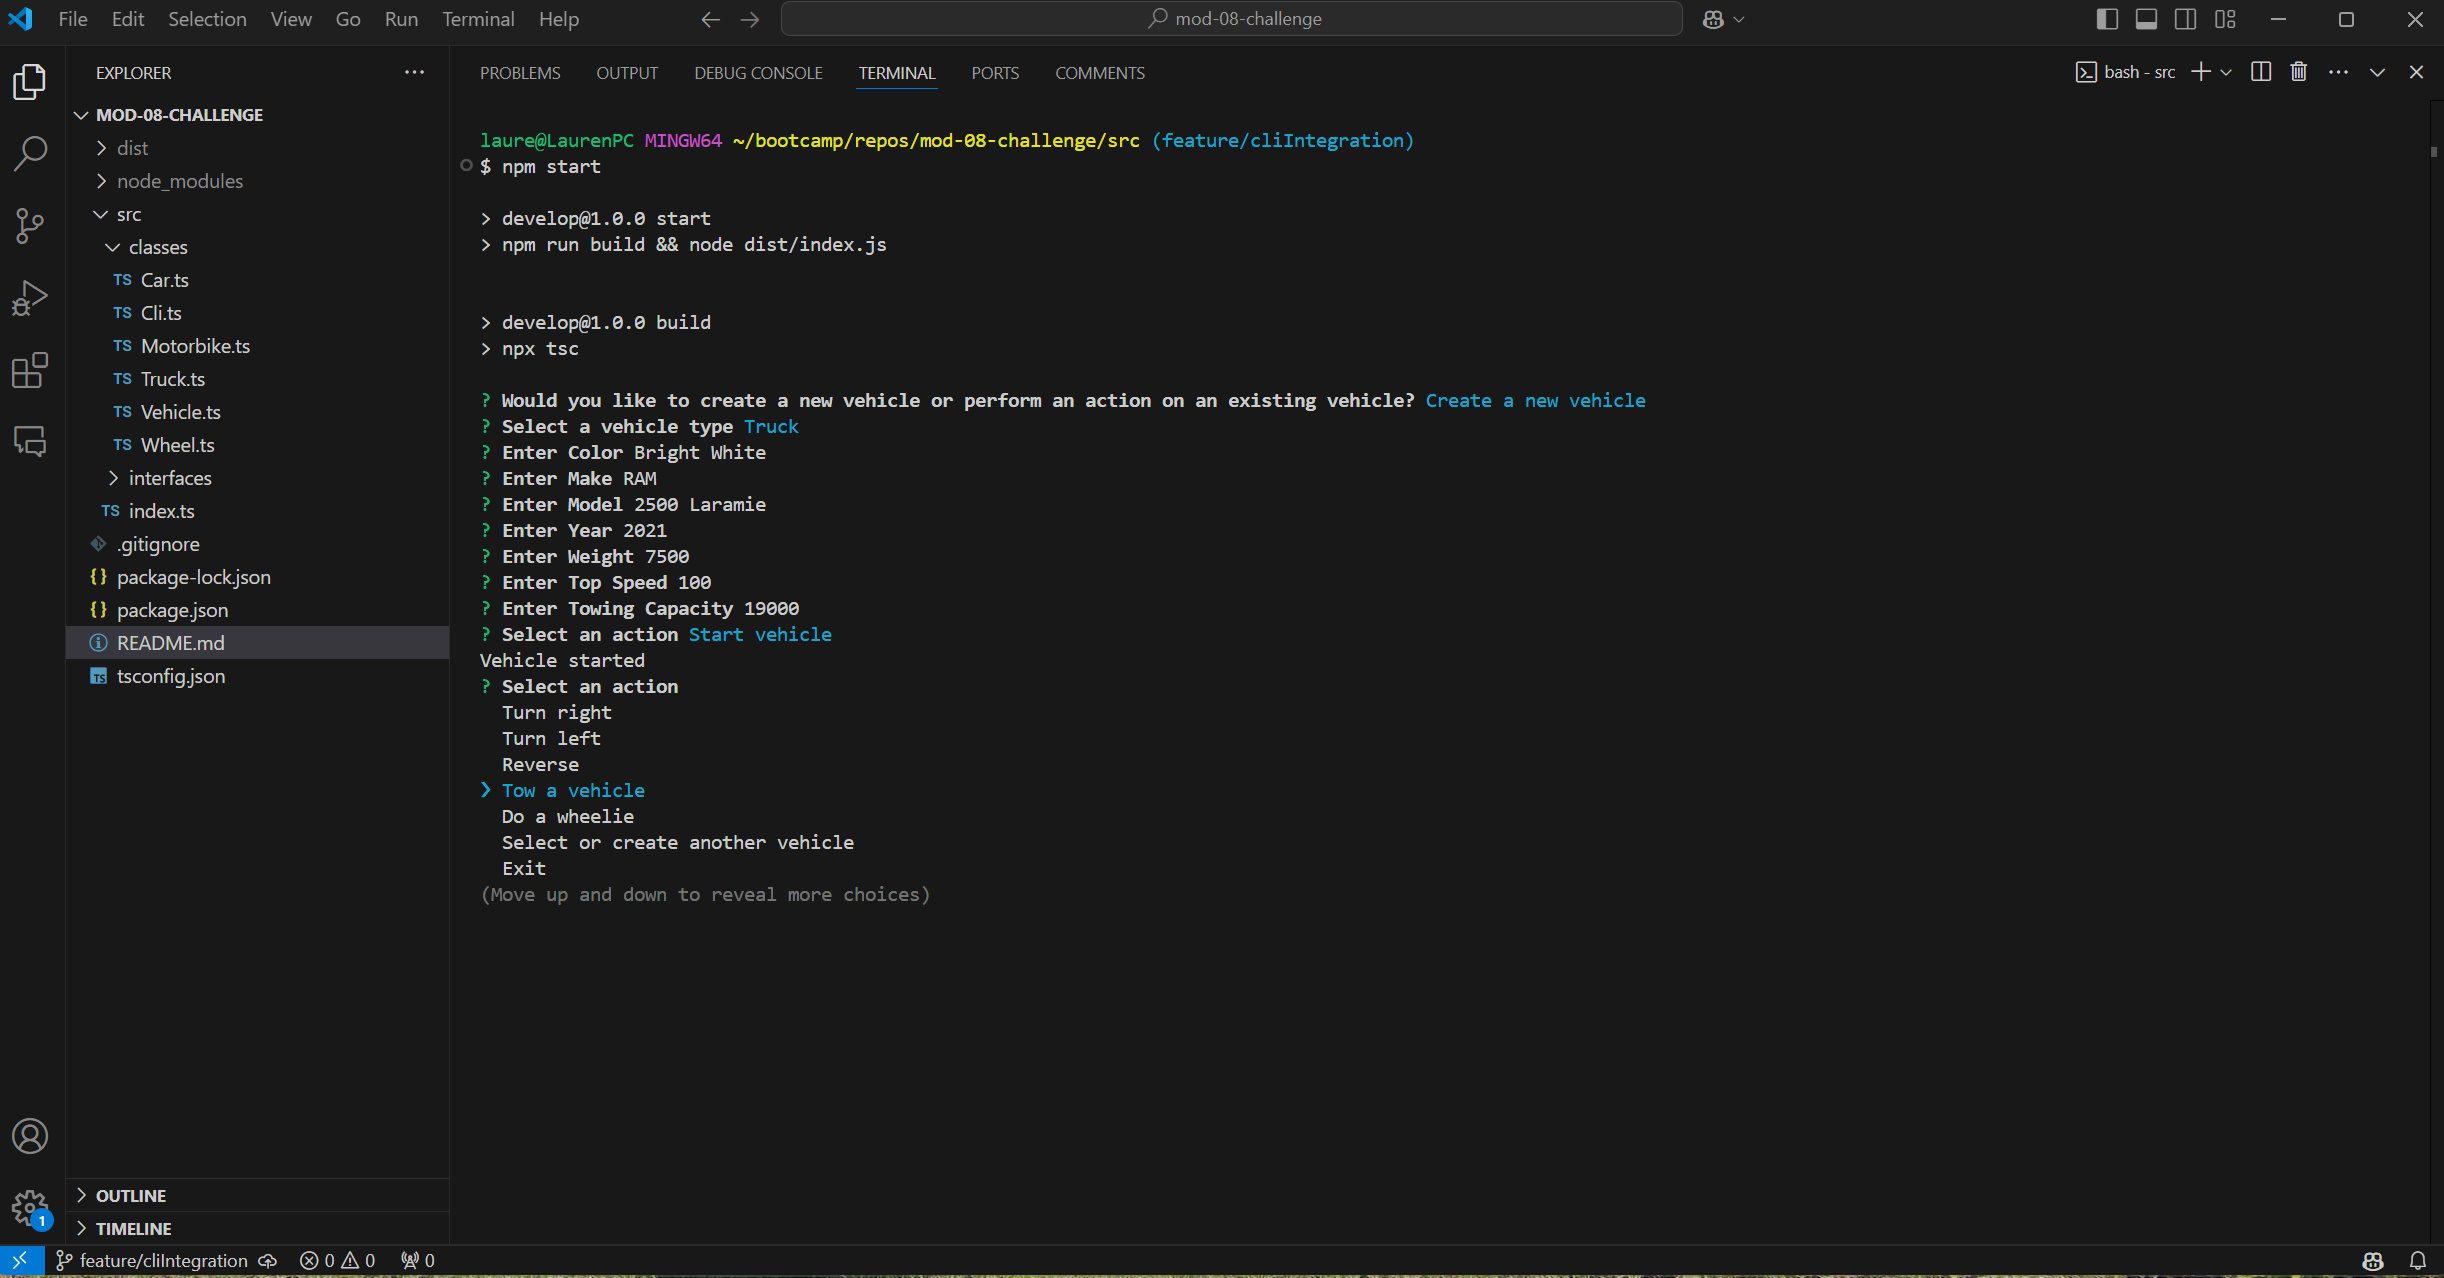 File Edit Selection View Go Run Terminal Help
mod-08-challenge
EXPLORER
MOD-08-CHALLENGE
dist
node_modules
src
classes
TS Car.ts
TS Cli.ts
TS Motorbike.ts
TS Truck.ts
TS Vehicle.ts
TS Wheel.ts
interfaces
TS index.ts
.gitignore
{} package-lock.json
{} package.json
README.md
TS tsconfig.json
OUTLINE
TIMELINE
1
PROBLEMS OUTPUT DEBUG CONSOLE TERMINAL PORTS COMMENTS
bash - src
laure@LaurenPC MINGW64 ~/bootcamp/repos/mod-08-challenge/src (feature/cliIntegration)
$ npm start
> develop@1.0.0 start
> npm run build && node dist/index.js
> develop@1.0.0 build
> npx tsc
? Would you like to create a new vehicle or perform an action on an existing vehicle? Create a new vehicle
? Select a vehicle type Truck
? Enter Color Bright White
? Enter Make RAM
? Enter Model 2500 Laramie
? Enter Year 2021
? Enter Weight 7500
? Enter Top Speed 100
? Enter Towing Capacity 19000
? Select an action Start vehicle
Vehicle started
? Select an action
Turn right
Turn left
Reverse
❯ Tow a vehicle
Do a wheelie
Select or create another vehicle
Exit
(Move up and down to reveal more choices)
feature/cliIntegration 0 0 0